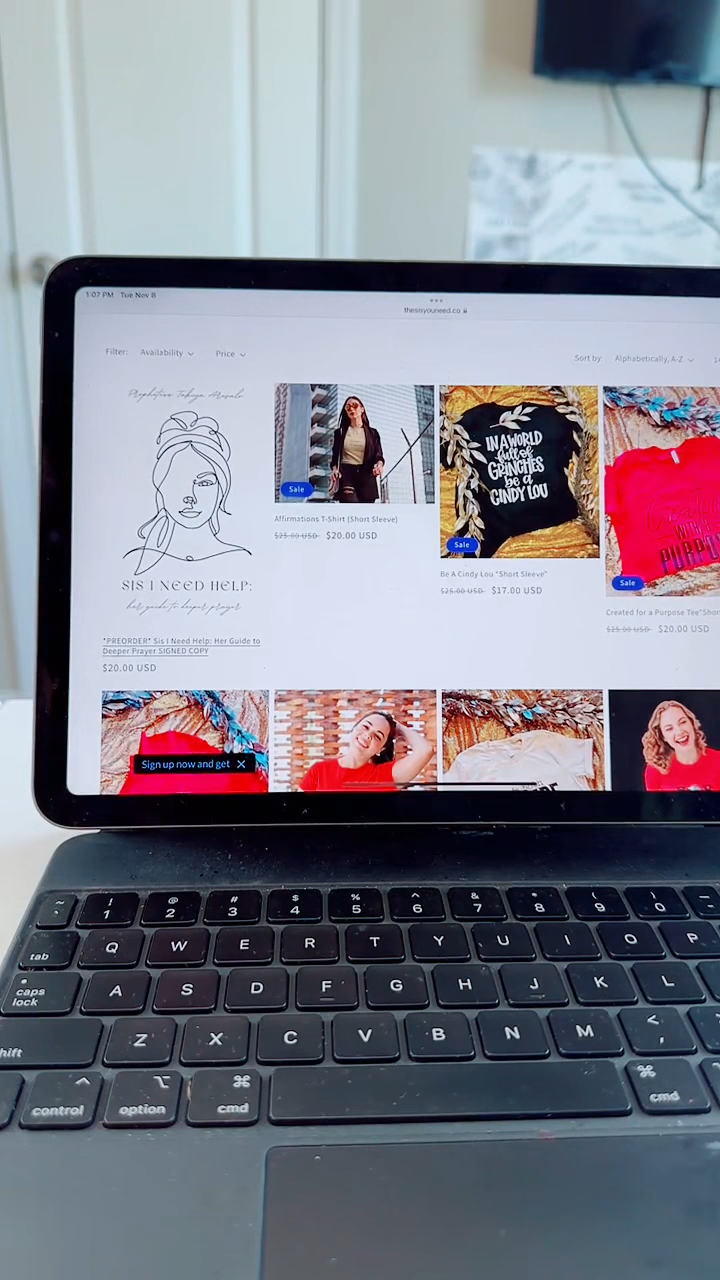 1:07 PM Tue Nov 8
thesisyouneed.co
Filter: Availability Price
Sort by: Alphabetically, A-Z
SIS I NEED HELP:
her guide to deeper prayer
*PREORDER* Sis I Need Help: Her Guide to
Deeper Prayer SIGNED COPY
$20.00 USD
Sale
Affirmations T-Shirt (Short Sleeve)
$25.00 USD $20.00 USD
IN A WORLD
full of
GRINCHES
be a
CINDY LOU
Sale
Be A Cindy Lou "Short Sleeve"
$25.00 USD $17.00 USD
Created
WITH A
PURPO
Sale
Created for a Purpose Tee"Shor
$25.00 USD $20.00 USD
Sign up now and get X
~ `
! 1 @ 2 # 3 $ 4 % 5 ^ 6 & 7 * 8 ( 9 ) 0
tab Q W E R T Y U I O P
caps lock A S D F G H J K L
hift Z X C V B N M < ,
control option cmd cmd